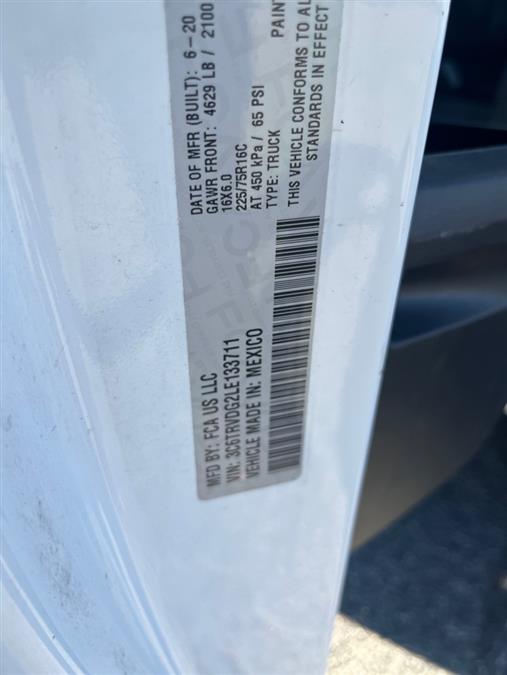 MFD BY: FCA US LLC
DATE OF MFR (BUILT): 6-20
GAWR FRONT: 4629 LB / 2100
16X6.0
225/75R16C
AT 450 kPa / 65 PSI
TYPE: TRUCK
VIN: 3C6TRVDG2LE133711
VEHICLE MADE IN: MEXICO
PAIN
THIS VEHICLE CONFORMS TO AL
STANDARDS IN EFFECT